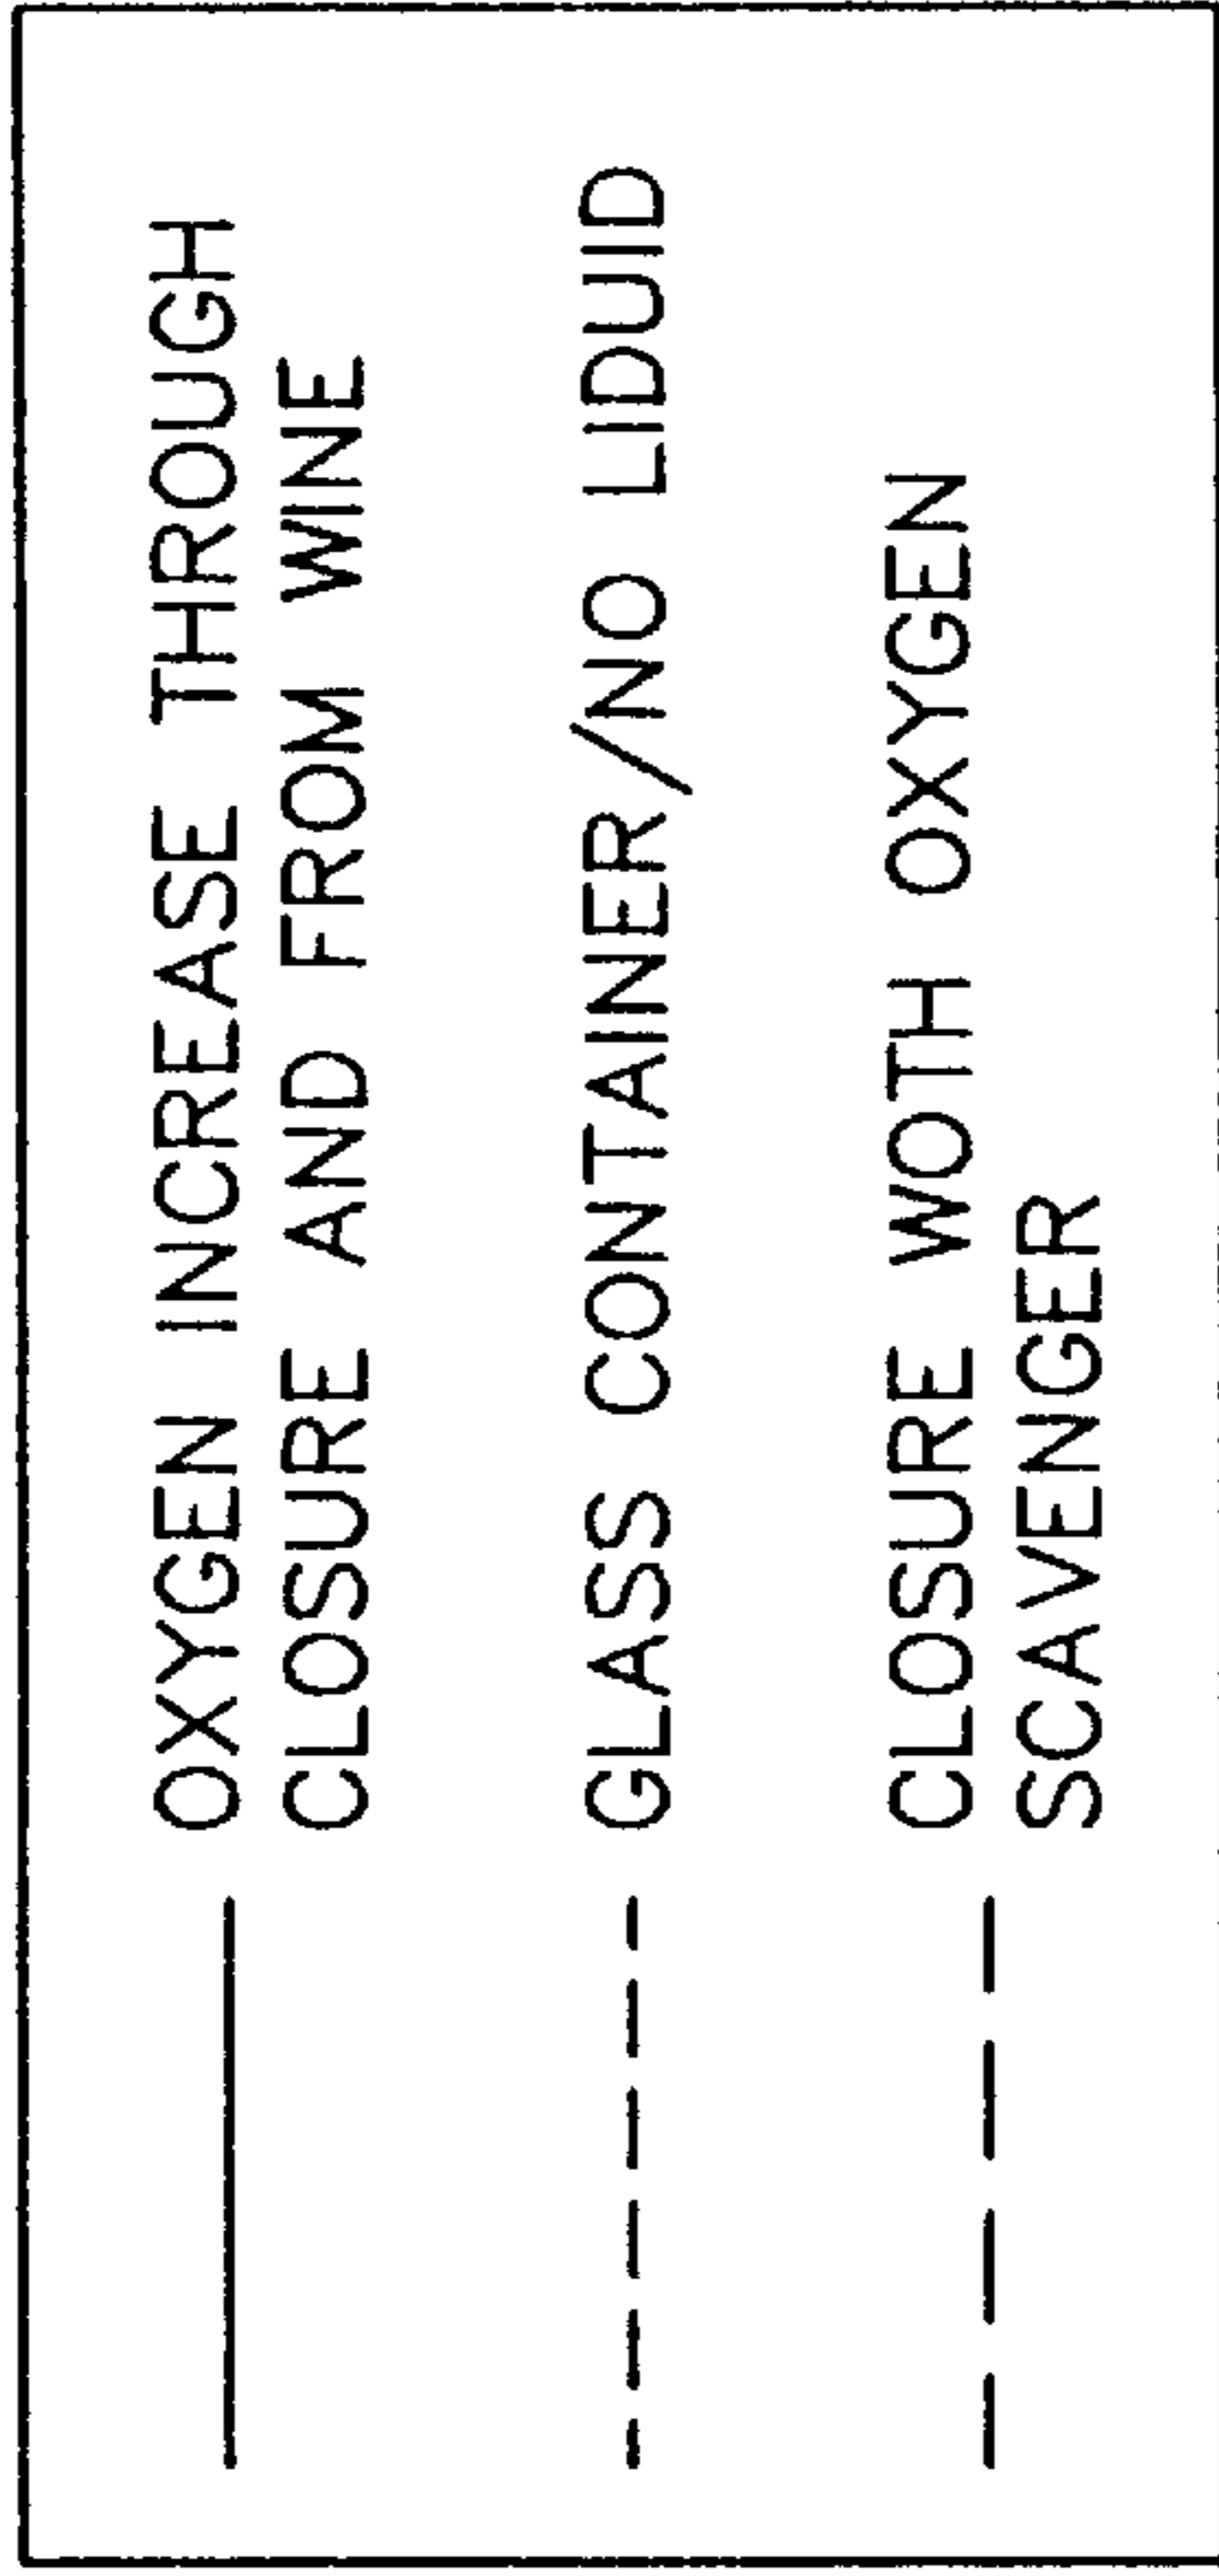 OXYGEN INCREASE THROUGH
CLOSURE AND FROM WINE
GLASS CONTAINER/NO LIDUID
CLOSURE WOTH OXYGEN
SCAVENGER